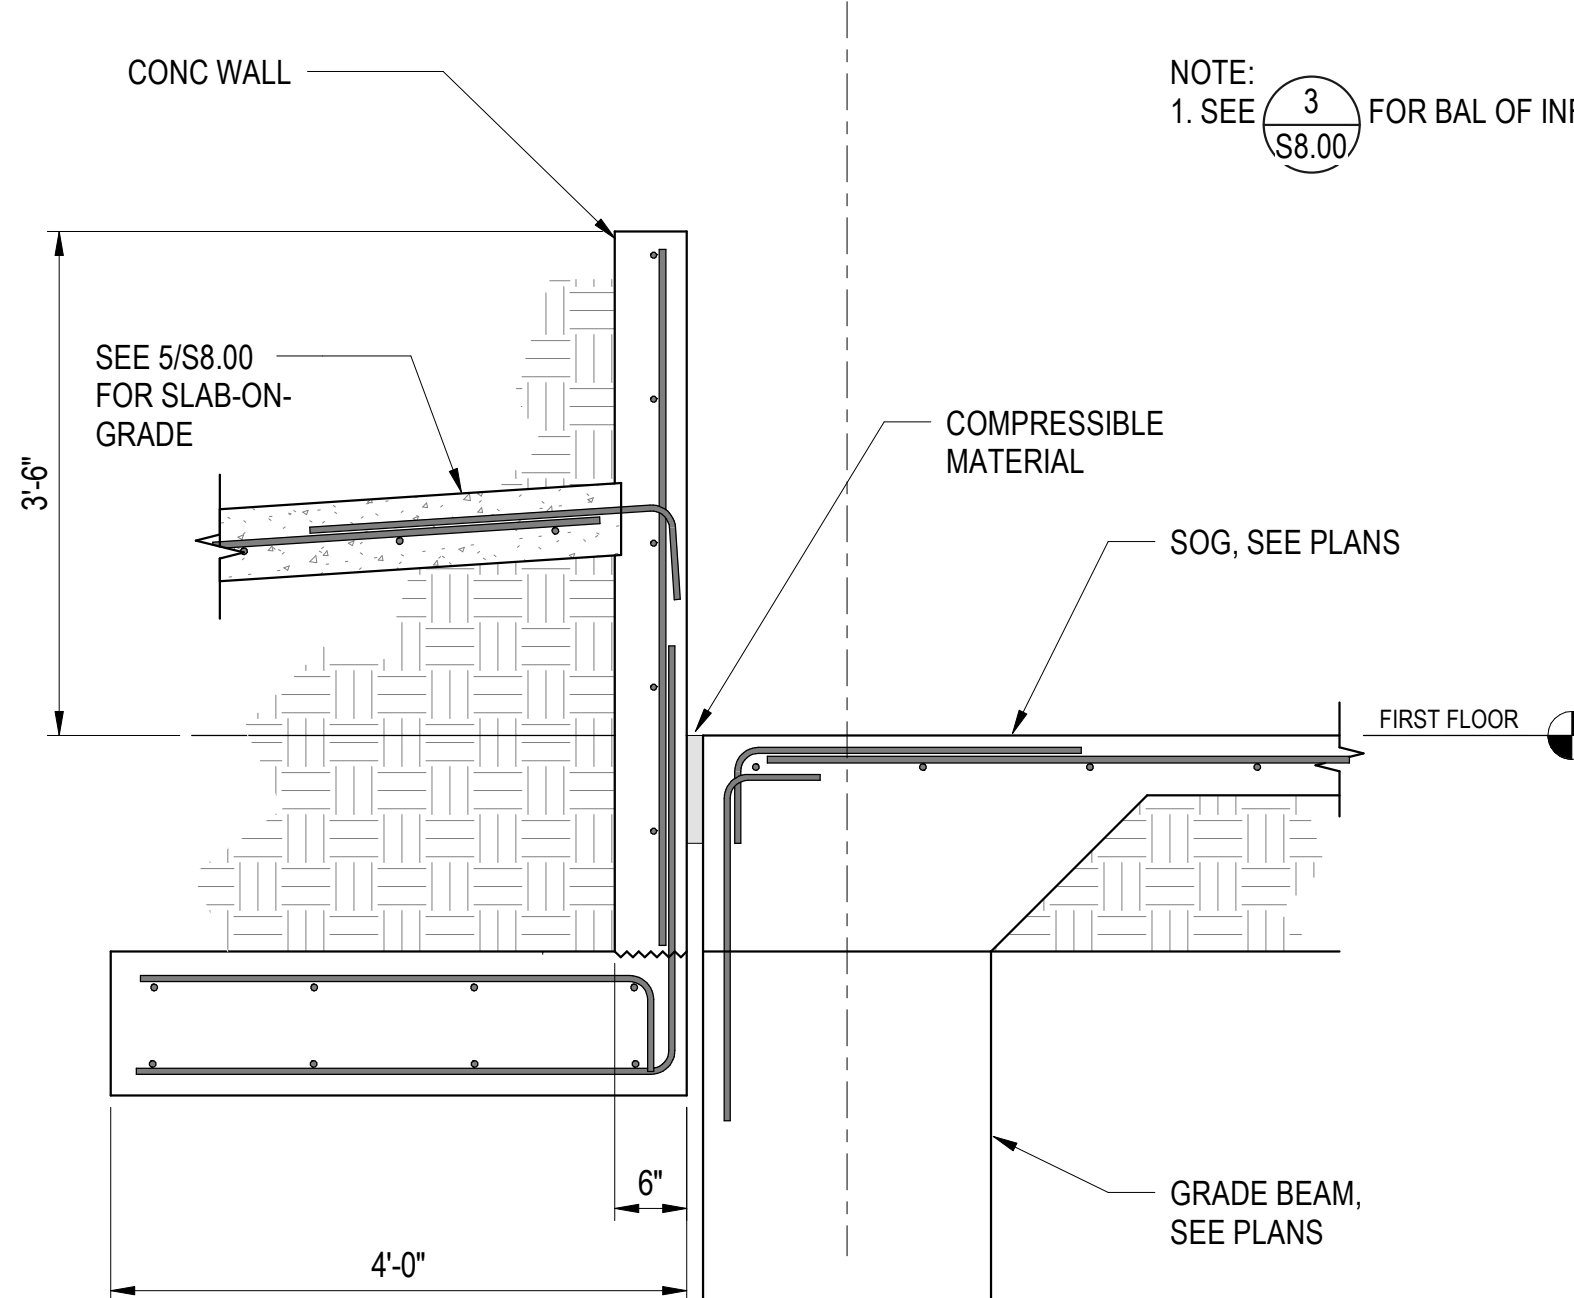 CONC WALL
NOTE:
1. SEE 3 FOR BAL OF
S8.00
SEE 5/S8.00
FOR SLAB-ON-
GRADE
3'-6"
COMPRESSIBLE
MATERIAL
SOG, SEE PLANS
FIRST FLOOR
6"
4'-0"
GRADE BEAM,
SEE PLANS